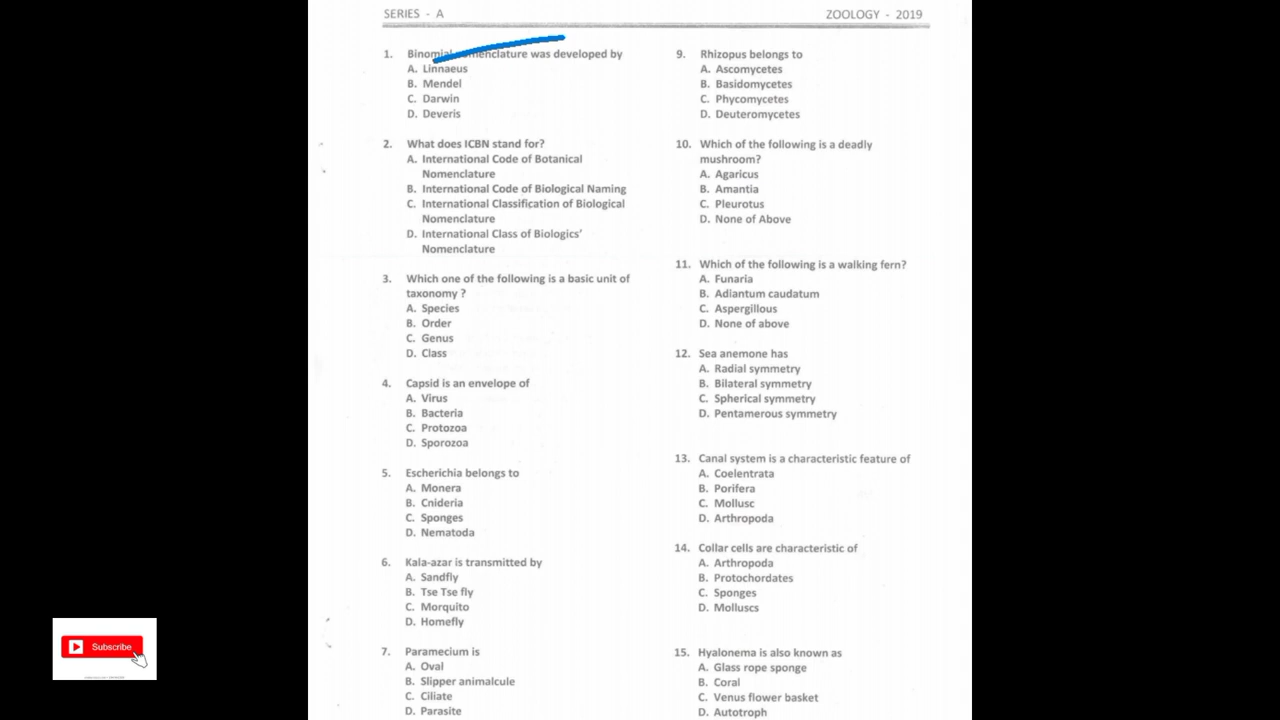 SERIES - A
ZOOLOGY - 2019
1. Binomial nomenclature was developed by
A. Linnaeus
B. Mendel
C. Darwin
D. Deveris
2. What does ICBN stand for?
A. International Code of Botanical
Nomenclature
B. International Code of Biological Naming
C. International Classification of Biological
Nomenclature
D. International Class of Biologics’
Nomenclature
3. Which one of the following is a basic unit of
taxonomy ?
A. Species
B. Order
C. Genus
D. Class
4. Capsid is an envelope of
A. Virus
B. Bacteria
C. Protozoa
D. Sporozoa
5. Escherichia belongs to
A. Monera
B. Cnideria
C. Sponges
D. Nematoda
6. Kala-azar is transmitted by
A. Sandfly
B. Tse Tse fly
C. Morquito
D. Homefly
7. Paramecium is
A. Oval
B. Slipper animalcule
C. Ciliate
D. Parasite
9. Rhizopus belongs to
A. Ascomycetes
B. Basidomycetes
C. Phycomycetes
D. Deuteromycetes
10. Which of the following is a deadly
mushroom?
A. Agaricus
B. Amantia
C. Pleurotus
D. None of Above
11. Which of the following is a walking fern?
A. Funaria
B. Adiantum caudatum
C. Aspergillous
D. None of above
12. Sea anemone has
A. Radial symmetry
B. Bilateral symmetry
C. Spherical symmetry
D. Pentamerous symmetry
13. Canal system is a characteristic feature of
A. Coelentrata
B. Porifera
C. Mollusc
D. Arthropoda
14. Collar cells are characteristic of
A. Arthropoda
B. Protochordates
C. Sponges
D. Molluscs
15. Hyalonema is also known as
A. Glass rope sponge
B. Coral
C. Venus flower basket
D. Autotroph
Subscribe